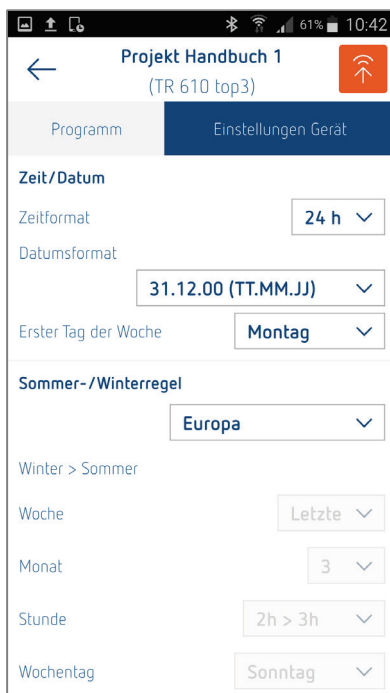 61% 10:42
Projekt Handbuch 1
(TR 610 top3)
Programm Einstellungen Gerät
Zeit/Datum
Zeitformat 24 h
Datumsformat
31.12.00 (TT.MM.JJ)
Erster Tag der Woche Montag
Sommer-/Winterregel
Europa
Winter > Sommer
Woche Letzte
Monat 3
Stunde 2h > 3h
Wochentag Sonntag